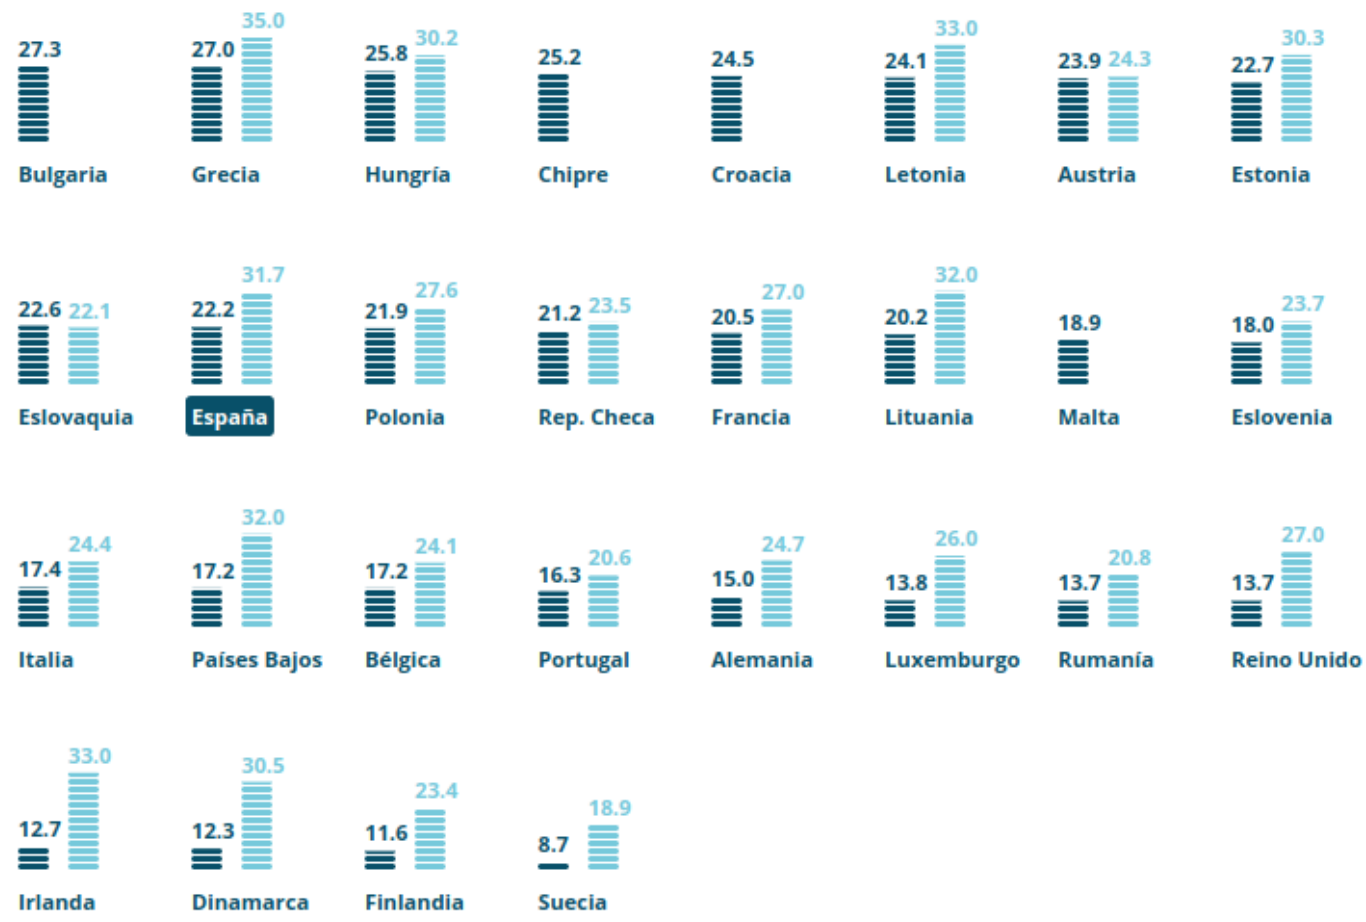 27.3
27.0 35.0
25.8 30.2
25.2
24.5
24.1 33.0
23.9 24.3
22.7 30.3
Bulgaria
Grecia
Hungría
Chipre
Croacia
Letonia
Austria
Estonia
22.6 22.1
22.2 31.7
21.9 27.6
21.2 23.5
20.5 27.0
20.2 32.0
18.9
18.0 23.7
Eslovaquia
España
Polonia
Rep. Checa
Francia
Lituania
Malta
Eslovenia
17.4 24.4
17.2 32.0
17.2 24.1
16.3 20.6
15.0 24.7
13.8 26.0
13.7 20.8
13.7 27.0
Italia
Países Bajos
Bélgica
Portugal
Alemania
Luxemburgo
Rumanía
Reino Unido
12.7 33.0
12.3 30.5
11.6 23.4
8.7 18.9
Irlanda
Dinamarca
Finlandia
Suecia